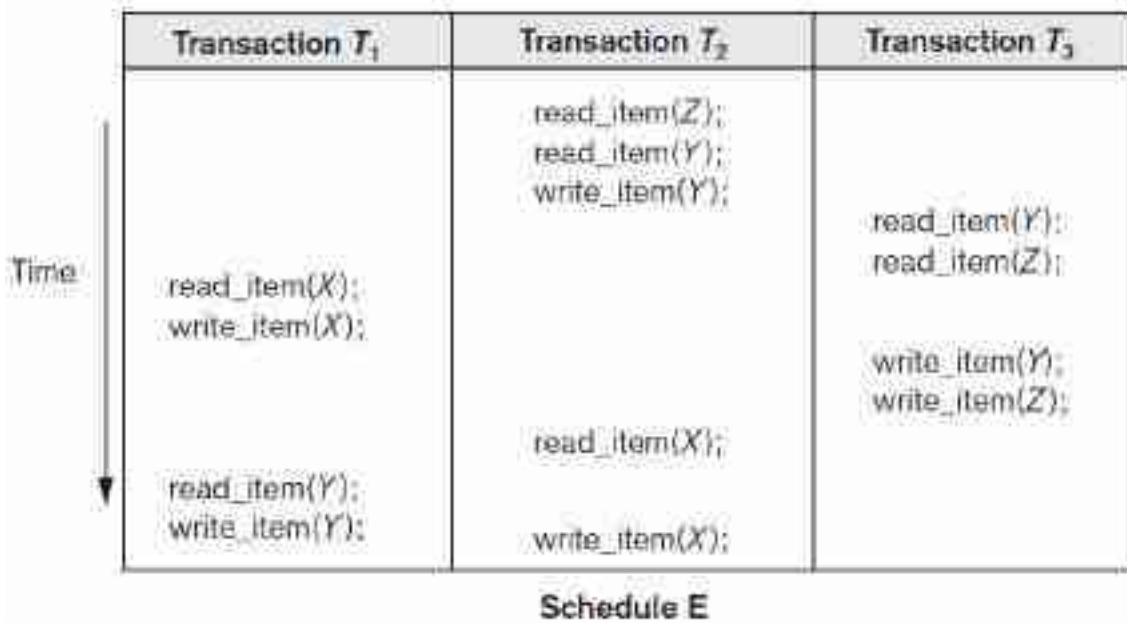 Transaction T1 Transaction T2 Transaction T3
read_item(Z);
read_item(Y);
write_item(Y);
read_item(Y);
read_item(Z);
Time
read_item(X);
write_item(X);
write_item(Y);
write_item(Z);
read_item(X);
read_item(Y);
write_item(Y);
write_item(X);
Schedule E